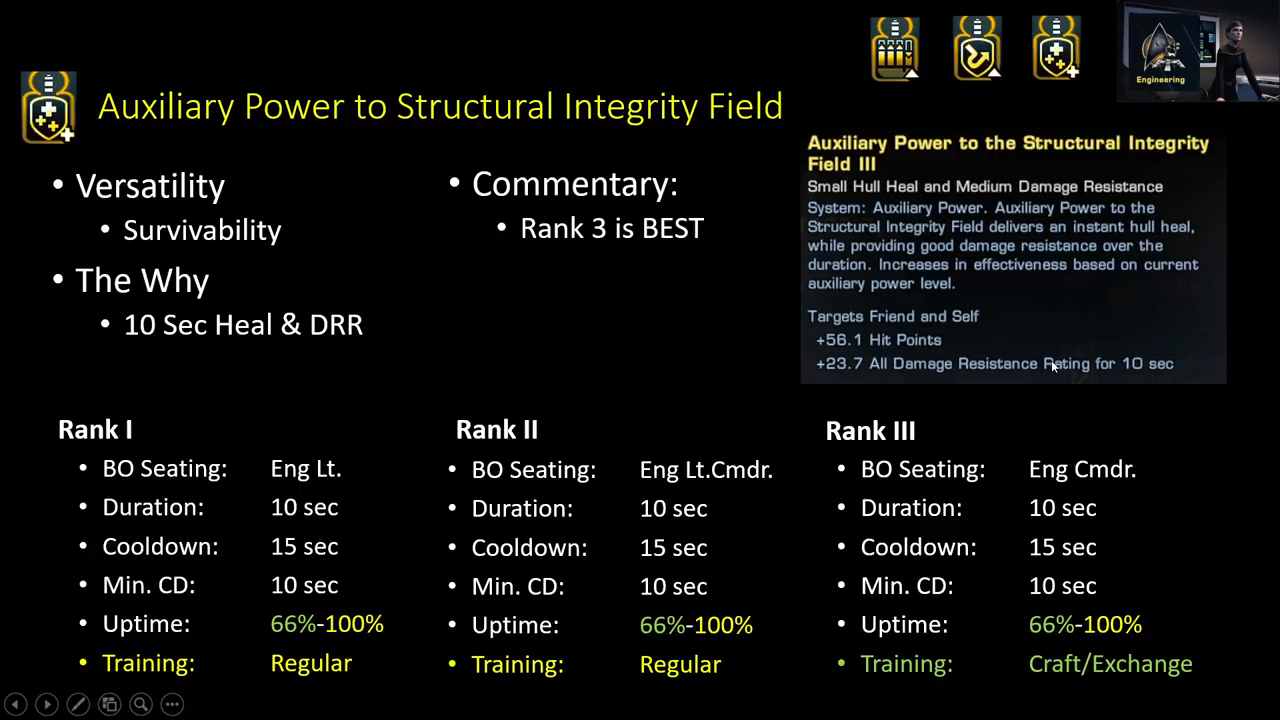 Engineering
Auxiliary Power to Structural Integrity Field
• Versatility
• Survivability
• The Why
• 10 Sec Heal & DRR
• Commentary:
• Rank 3 is BEST
Auxiliary Power to the Structural Integrity
Field III
Small Hull Heal and Medium Damage Resistance
System: Auxiliary Power. Auxiliary Power to the
Structural Integrity Field delivers an instant hull heal,
while providing good damage resistance over the
duration. Increases in effectiveness based on current
auxiliary power level.
Targets Friend and Self
+56.1 Hit Points
+23.7 All Damage Resistance Rating for 10 sec
Rank I
• BO Seating: Eng Lt.
• Duration: 10 sec
• Cooldown: 15 sec
• Min. CD: 10 sec
• Uptime: 66%-100%
• Training: Regular
Rank II
• BO Seating: Eng Lt.Cmdr.
• Duration: 10 sec
• Cooldown: 15 sec
• Min. CD: 10 sec
• Uptime: 66%-100%
• Training: Regular
Rank III
• BO Seating: Eng Cmdr.
• Duration: 10 sec
• Cooldown: 15 sec
• Min. CD: 10 sec
• Uptime: 66%-100%
• Training: Craft/Exchange